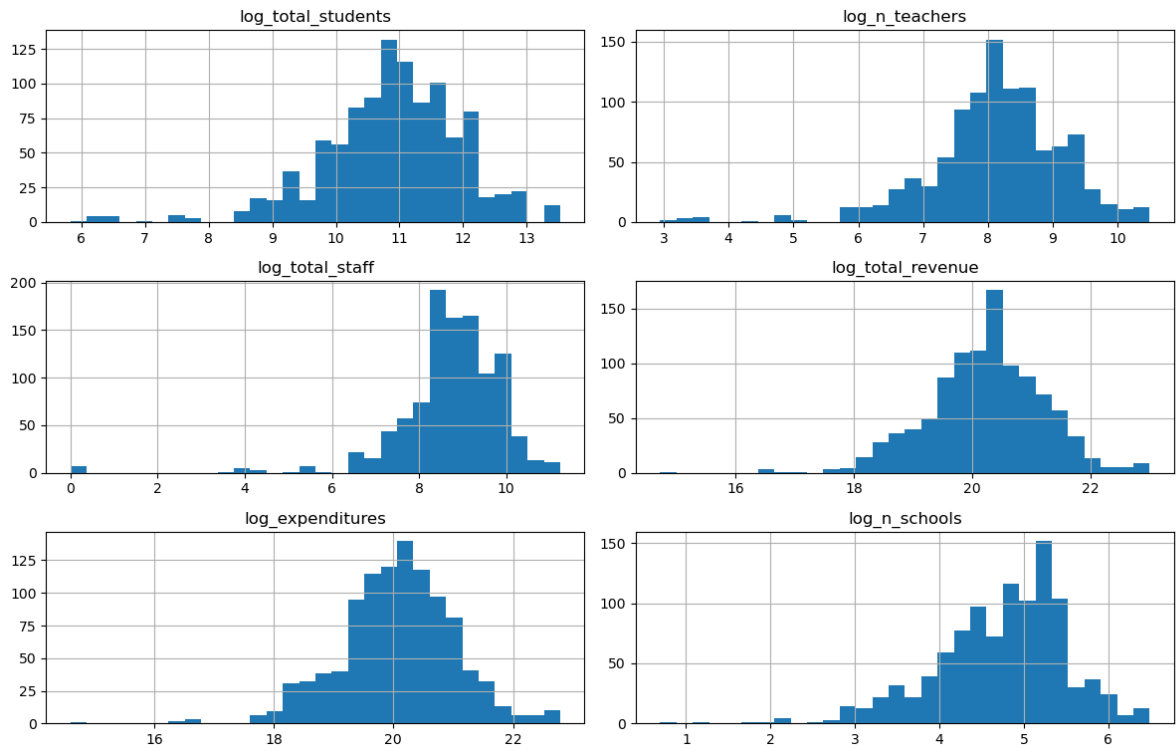 log_total_students
125
100
75
50
25
0
6 7 8 9 10 11 12 13
log_n_teachers
150
100
50
0
3 4 5 6 7 8 9 10
log_total_staff
200
150
100
50
0
0 2 4 6 8 10
log_total_revenue
150
100
50
0
16 18 20 22
log_expenditures
125
100
75
50
25
0
16 18 20 22
log_n_schools
150
100
50
0
1 2 3 4 5 6